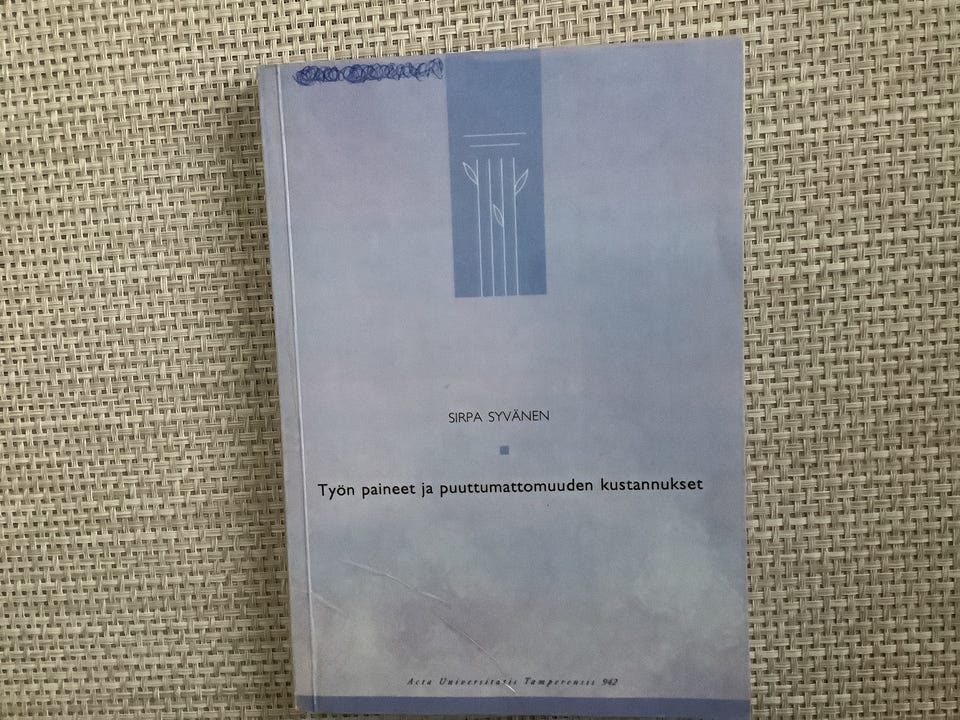 SIRPA SYVÄNEN
Työn paineet ja puuttumattomuuden kustannukset
Acta Universitatis Tamperensis 942